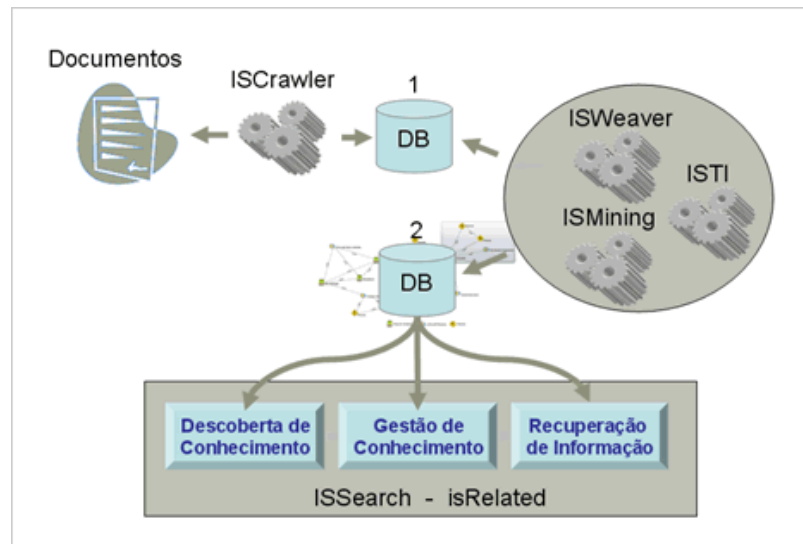 Documentos
ISCrawler
1
DB
ISWeaver
ISTI
ISMining
2
DB
Descoberta de
Conhecimento
Gestão de
Conhecimento
Recuperação
de Informação
ISSearch - isRelated